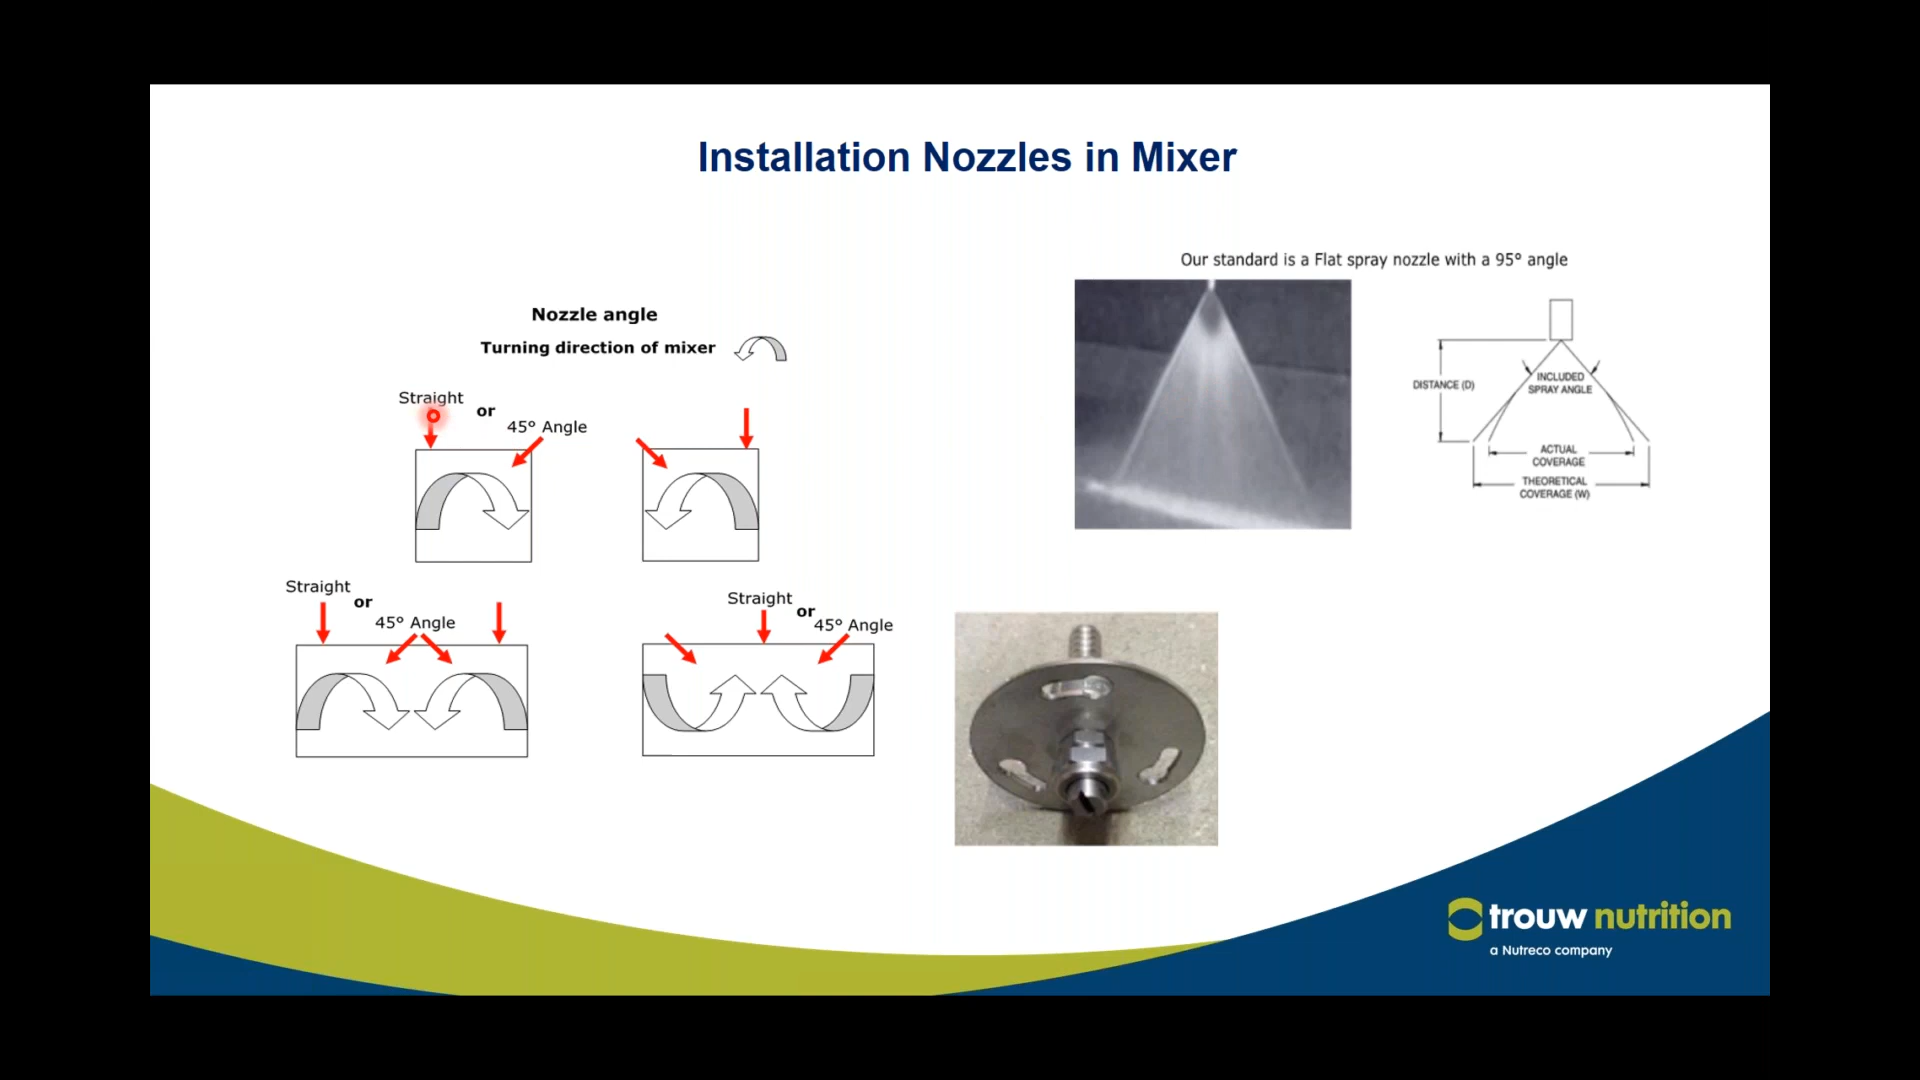 Installation Nozzles in Mixer
Our standard is a Flat spray nozzle with a 95° angle
Nozzle angle
Turning direction of mixer
Straight
or
45° Angle
DISTANCE (D)
INCLUDED
SPRAY ANGLE
ACTUAL
COVERAGE
THEORETICAL
COVERAGE (W)
Straight
or
45° Angle
Straight
or
45° Angle
trouw nutrition
a Nutreco company